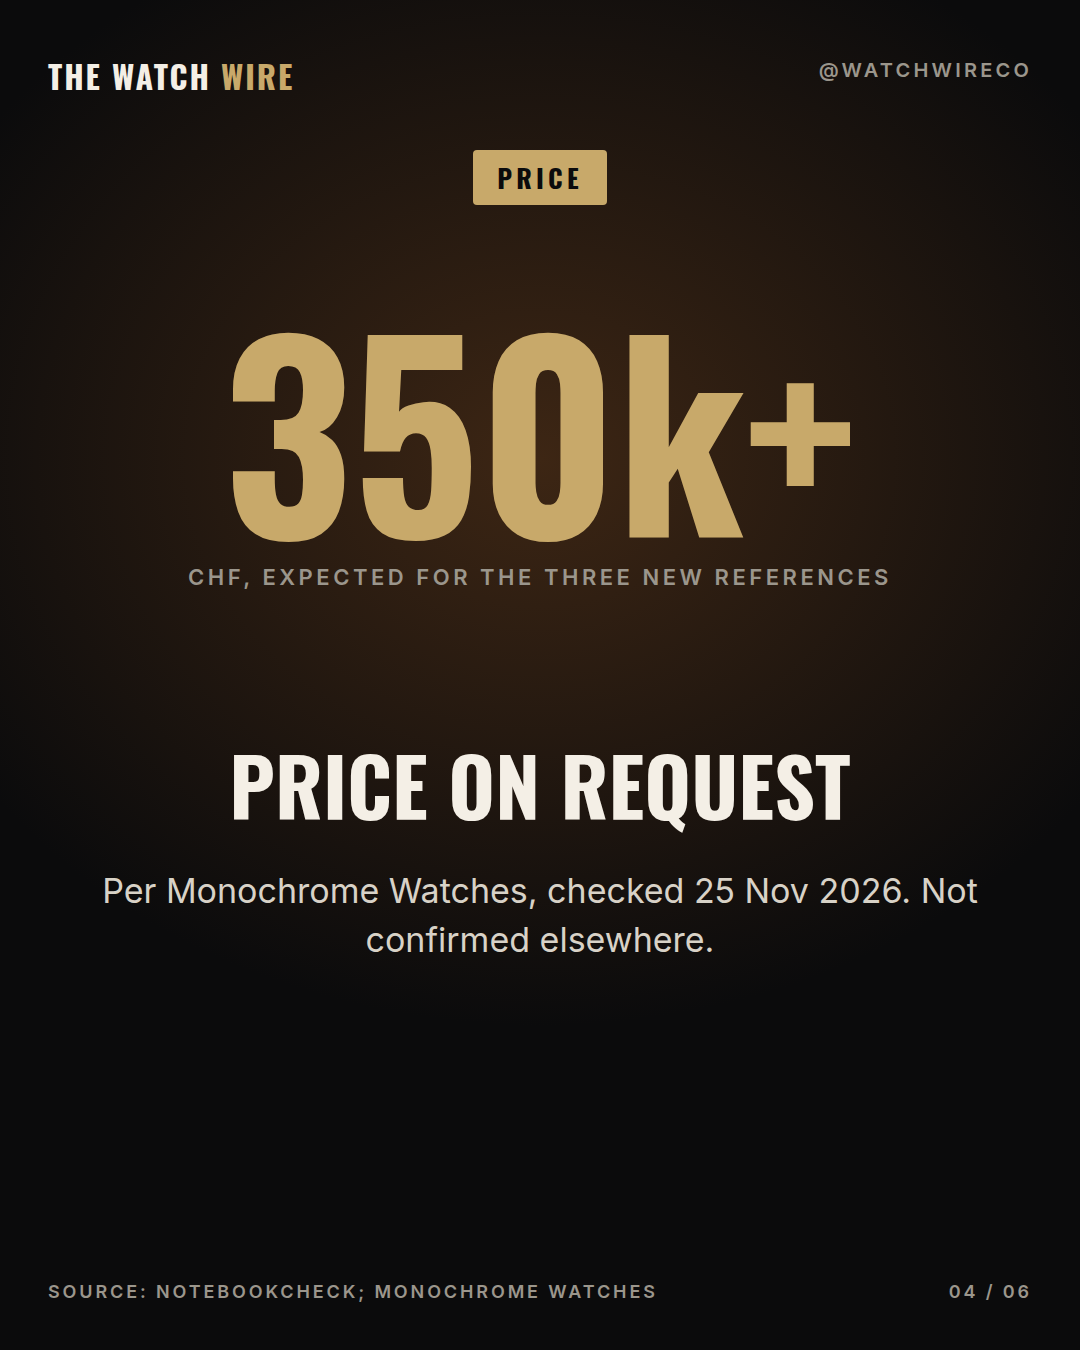 THE WATCH WIRE
@WATCHWIRECO
PRICE
350k+
CHF, EXPECTED FOR THE THREE NEW REFERENCES
PRICE ON REQUEST
Per Monochrome Watches, checked 25 Nov 2026. Not
confirmed elsewhere.
SOURCE: NOTEBOOKCHECK; MONOCHROME WATCHES
04 / 06